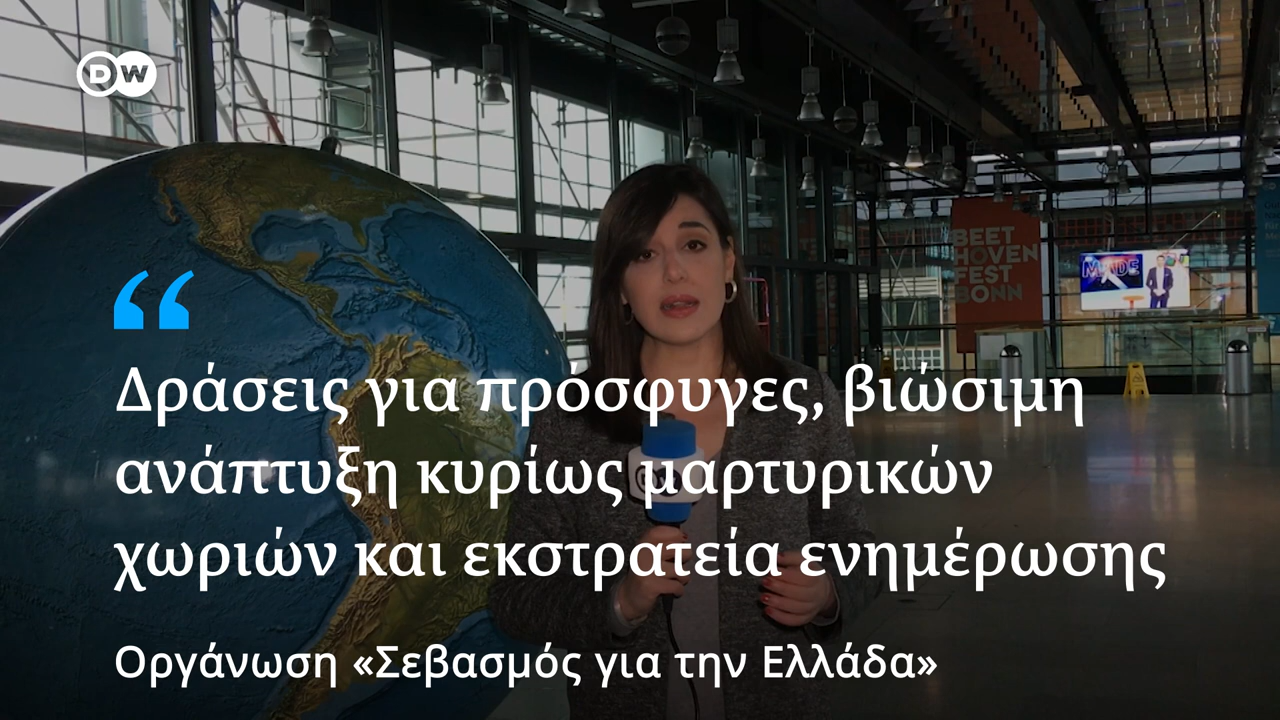 DW
BEET
HOVEN
FEST
BONN
MADE
“
Δράσεις για πρόσφυγες, βιώσιμη
ανάπτυξη κυρίως μαρτυρικών
χωριών και εκστρατεία ενημέρωσης
DW
Οργάνωση «Σεβασμός για την Ελλάδα»